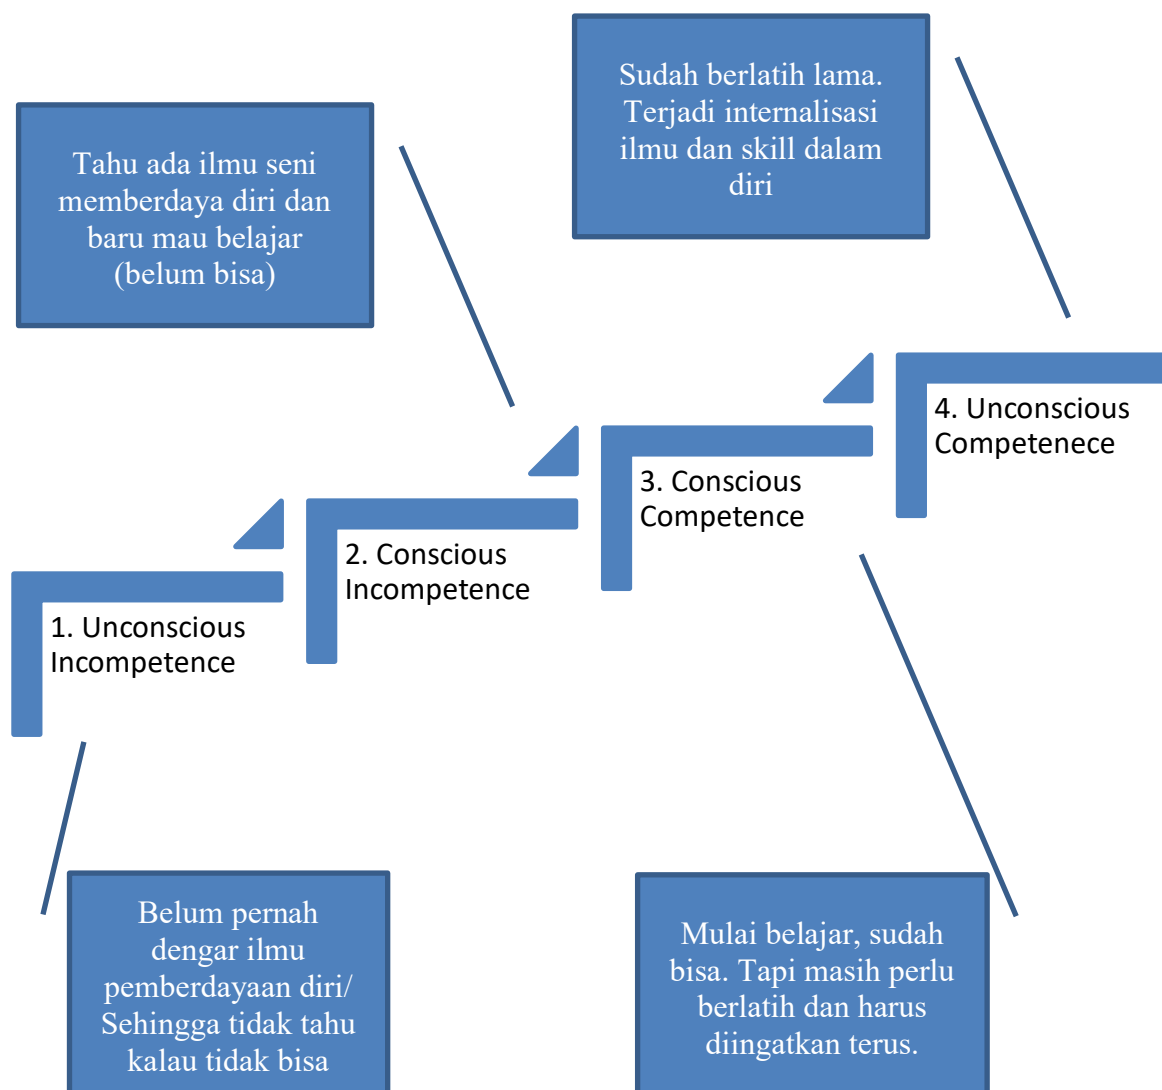 Sudah berlatih lama.
Terjadi internalisasi
ilmu dan skill dalam
diri
Tahu ada ilmu seni
memberdaya diri dan
baru mau belajar
(belum bisa)
4. Unconscious
Competenece
3. Conscious
Competence
2. Conscious
Incompetence
1. Unconscious
Incompetence
Belum pernah
dengar ilmu
pemberdayaan diri/
Sehingga tidak tahu
kalau tidak bisa
Mulai belajar, sudah
bisa. Tapi masih perlu
berlatih dan harus
diingatkan terus.